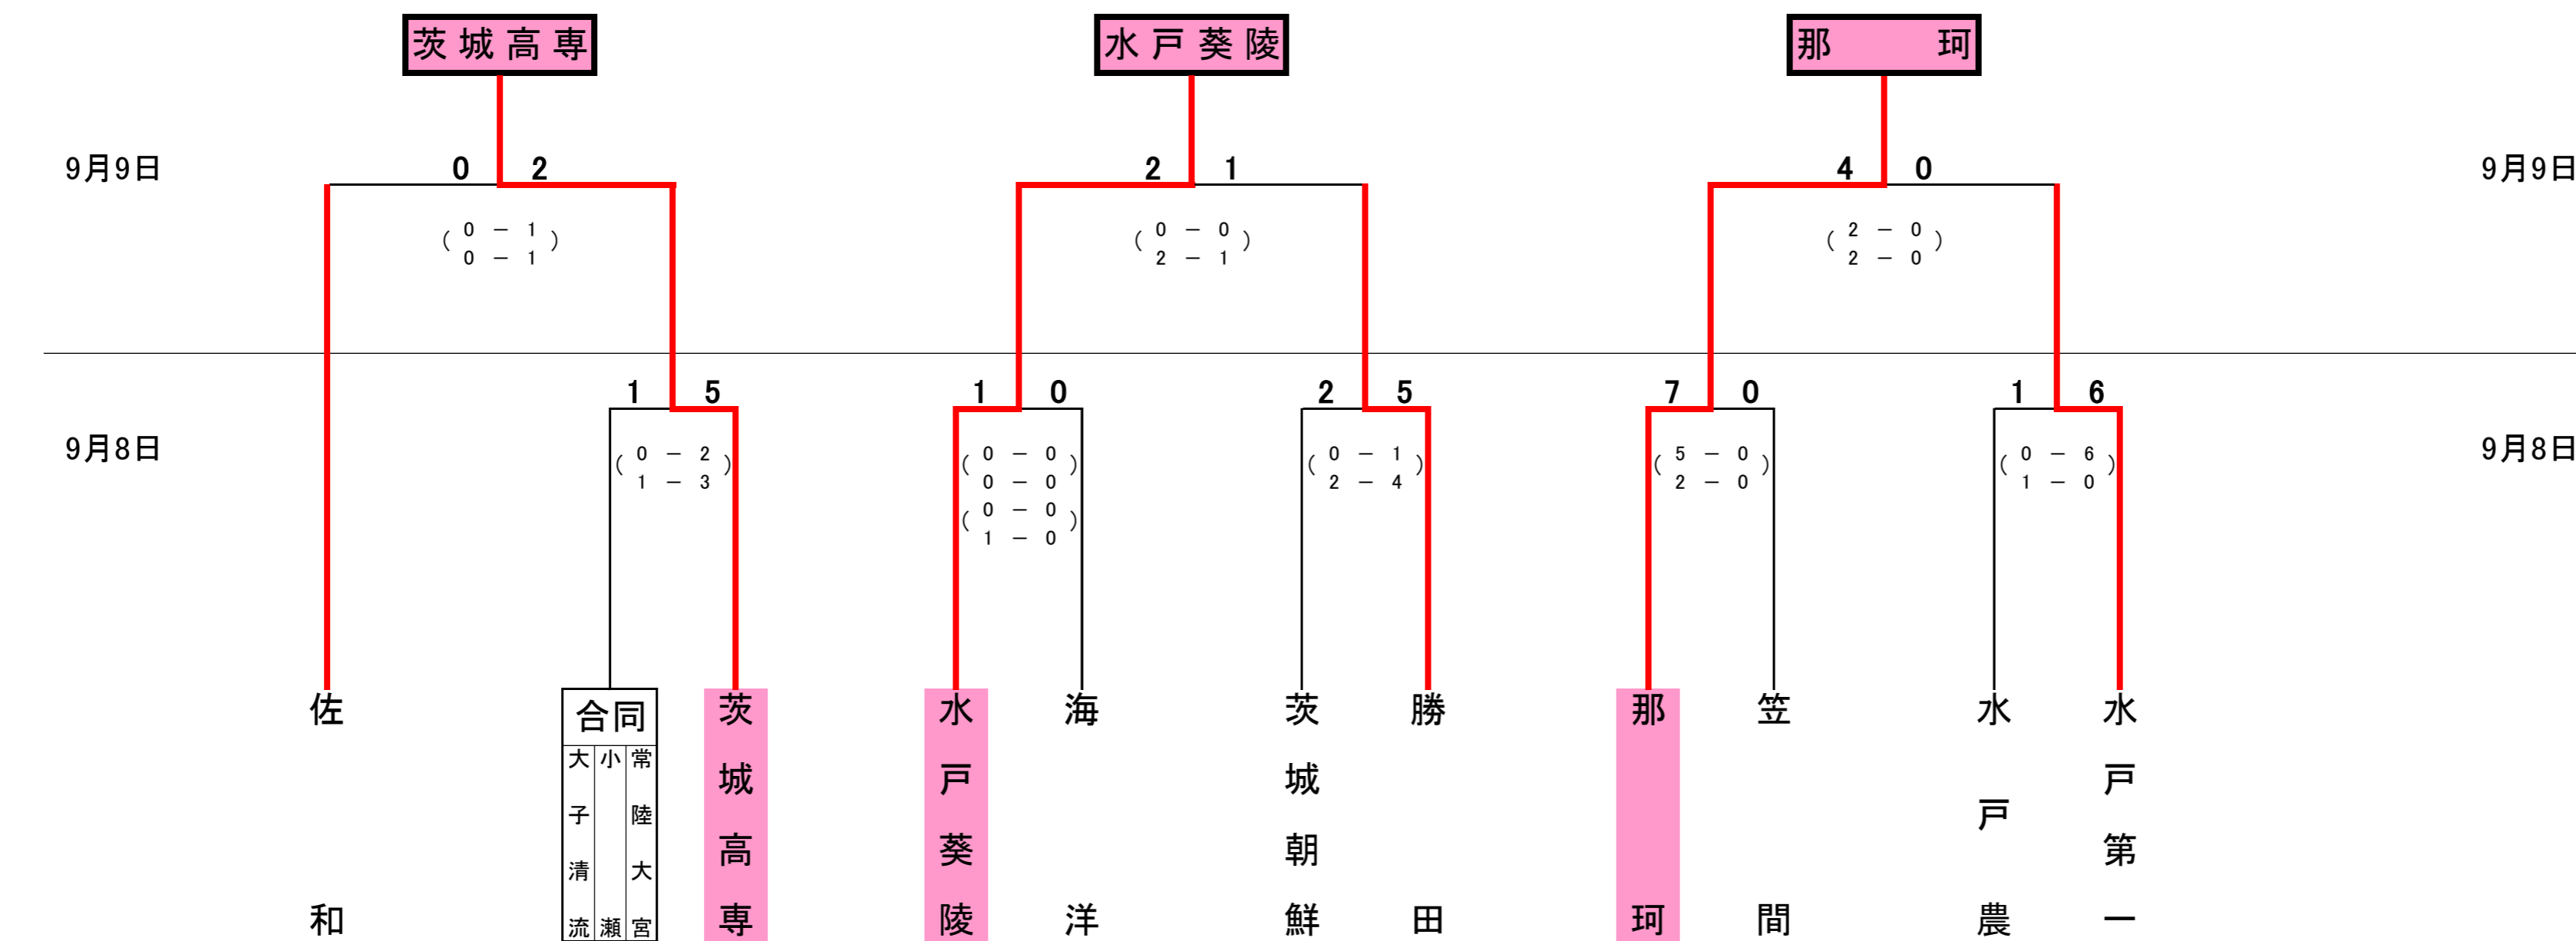 茨城高専 水戸葵陵 那珂
9月9日 0 2 2 1 4 0 9月9日
( 0 － 1 ) ( 0 － 0 ) ( 2 － 0 )
( 0 － 1 ) ( 2 － 1 ) ( 2 － 0 )
1 5 1 0 2 5 7 0 1 6
9月8日 9月8日
( 0 － 2 ) ( 0 － 0 ) ( 0 － 1 ) ( 5 － 0 ) ( 0 － 6 )
( 1 － 3 ) ( 0 － 0 ) ( 2 － 4 ) ( 2 － 0 ) ( 1 － 0 )
( 0 － 0 )
( 1 － 0 )
佐和
合同
大子清流
小瀬
常陸大宮
茨城高専
水戸葵陵
海洋
茨城朝鮮
勝田
那珂
笠間
水戸農
水戸第一